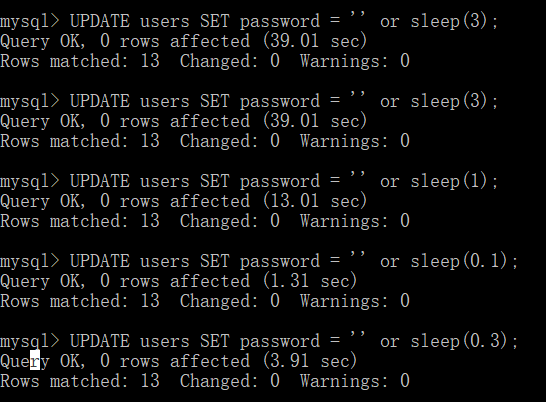 mysql> UPDATE users SET password = '' or sleep(3);
Query OK, 0 rows affected (39.01 sec)
Rows matched: 13  Changed: 0  Warnings: 0
mysql> UPDATE users SET password = '' or sleep(3);
Query OK, 0 rows affected (39.01 sec)
Rows matched: 13  Changed: 0  Warnings: 0
mysql> UPDATE users SET password = '' or sleep(1);
Query OK, 0 rows affected (13.01 sec)
Rows matched: 13  Changed: 0  Warnings: 0
mysql> UPDATE users SET password = '' or sleep(0.1);
Query OK, 0 rows affected (1.31 sec)
Rows matched: 13  Changed: 0  Warnings: 0
mysql> UPDATE users SET password = '' or sleep(0.3);
Query OK, 0 rows affected (3.91 sec)
Rows matched: 13  Changed: 0  Warnings: 0